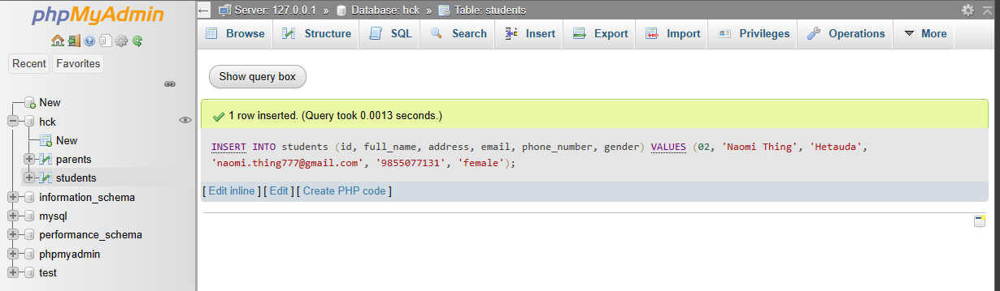 phpMyAdmin
Recent Favorites
New
hck
New
parents
students
information_schema
mysql
performance_schema
phpmyadmin
test
Server: 127.0.0.1 » Database: hck » Table: students
Browse Structure SQL Search Insert Export Import Privileges Operations More
Show query box
1 row inserted. (Query took 0.0013 seconds.)
INSERT INTO students (id, full_name, address, email, phone_number, gender) VALUES (02, 'Naomi Thing', 'Hetauda',
'naomi.thing777@gmail.com', '9855077131', 'female');
[ Edit inline ] [ Edit ] [ Create PHP code ]